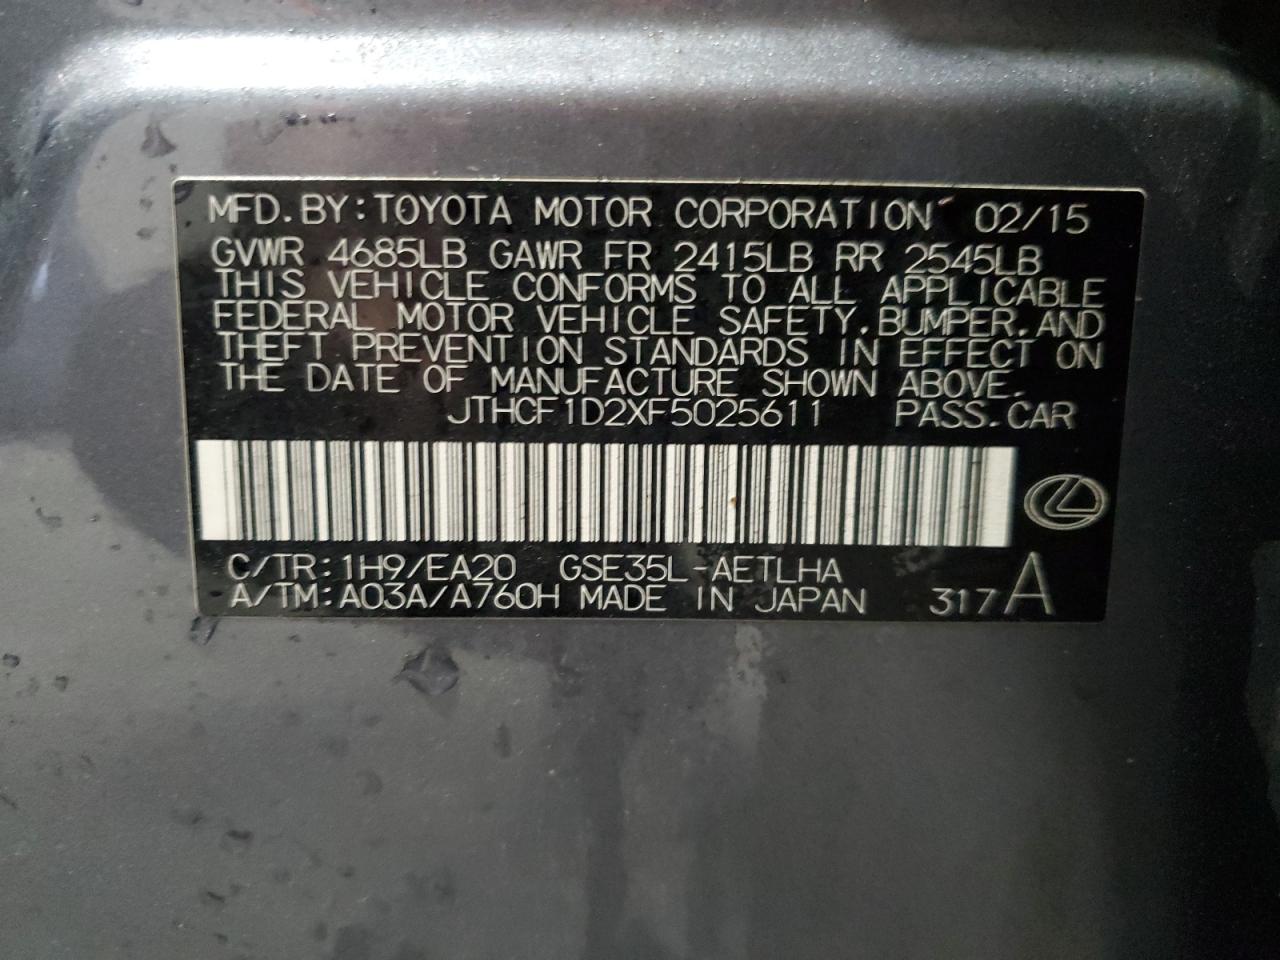 MFD. BY: TOYOTA MOTOR CORPORATION 02/15
GVWR 4685LB GAWR FR 2415LB RR 2545LB
THIS VEHICLE CONFORMS TO ALL APPLICABLE
FEDERAL MOTOR VEHICLE SAFETY, BUMPER, AND
THEFT PREVENTION STANDARDS IN EFFECT ON
THE DATE OF MANUFACTURE SHOWN ABOVE.
JTHCF1D2XF5025611 PASS. CAR
C/TR: 1H9/EA20 GSE35L-AETLHA
A/TM: A03A/A760H MADE IN JAPAN 317 A